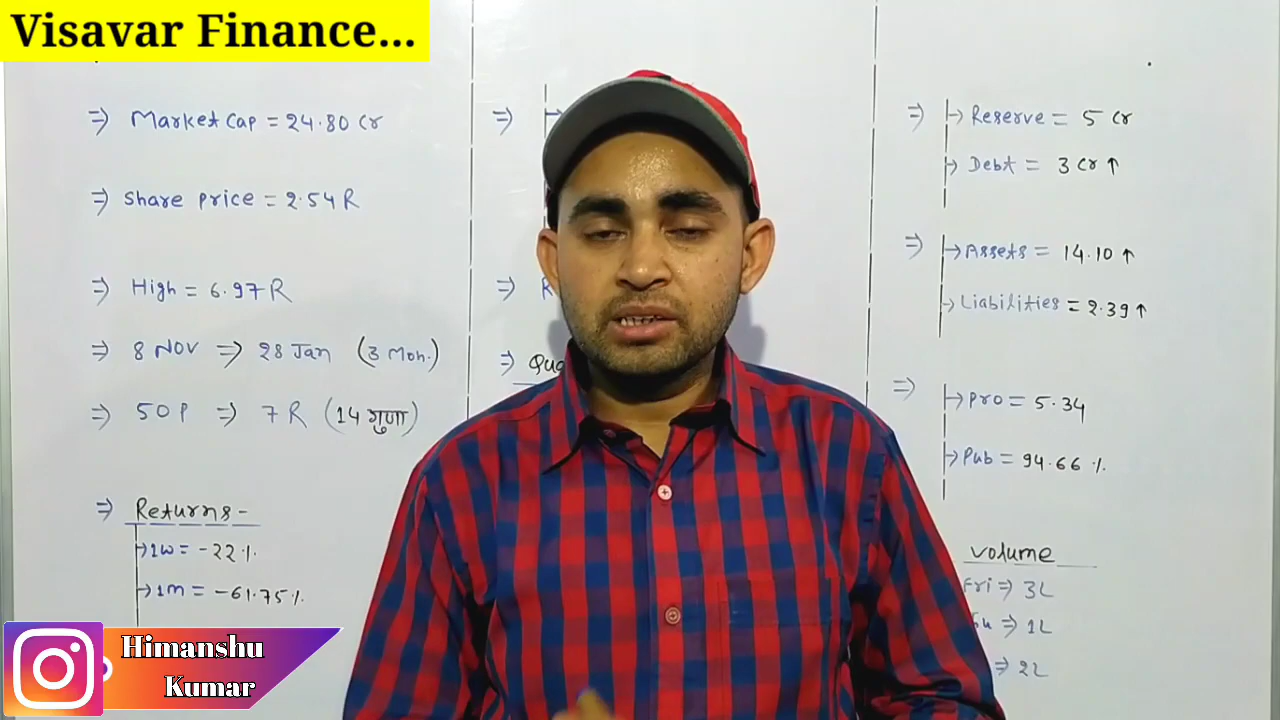 Visavar Finance...
⇒ Market Cap = 24.80 Cr
⇒ Share price = 2.54 R
⇒ High = 6.97 R
⇒ 8 NOV ⇒ 28 Jan (3 Mon.)
⇒ 50 P ⇒ 7 R (14 गुणा)
⇒ Returns-
→ 1w = -22%.
→ 1m = -61.75%.
Himanshu
Kumar
⇒
⇒ R
⇒
⇒ → Reserve = 5 Cr
→ Debt = 3 Cr ↑
⇒ → Assets = 14.10 ↑
→ Liabilities = 2.39 ↑
⇒ → Pro = 5.34
→ Pub = 94.66 %.
volume
Fri ⇒ 3L
⇒ 1L
⇒ 2L